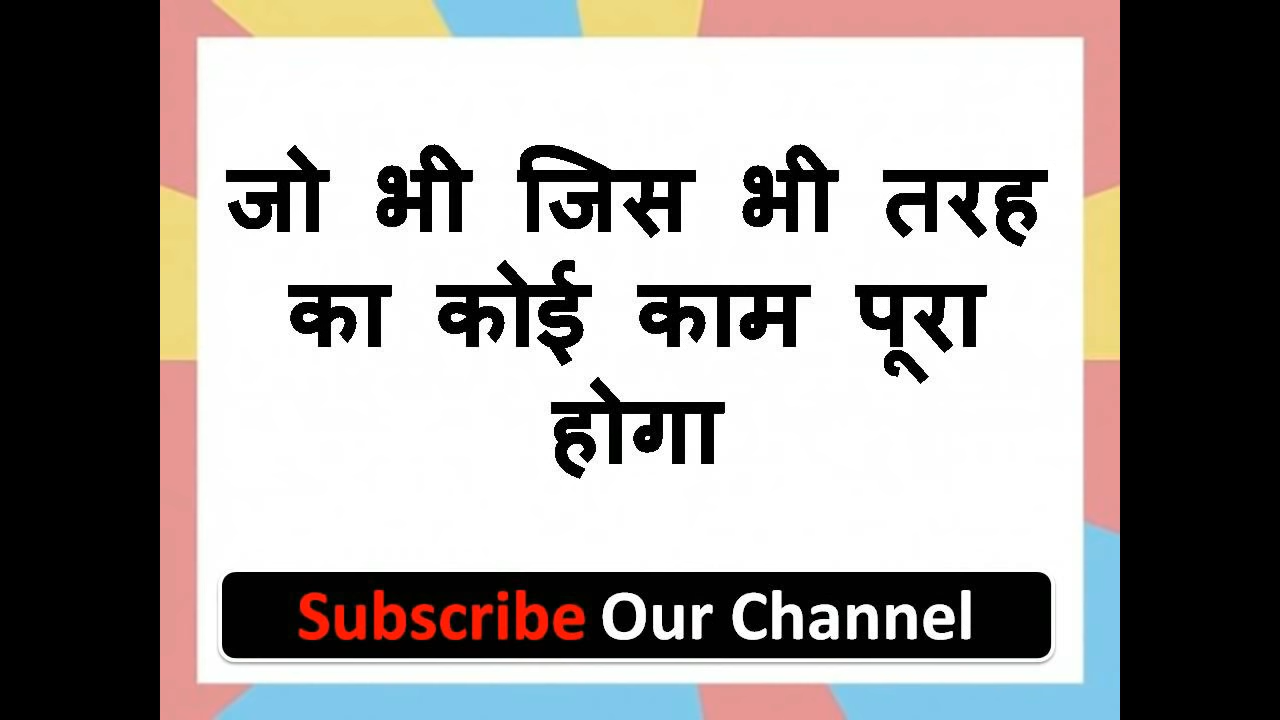 जो भी जिस भी तरह
का कोई काम पूरा
होगा
Subscribe Our Channel